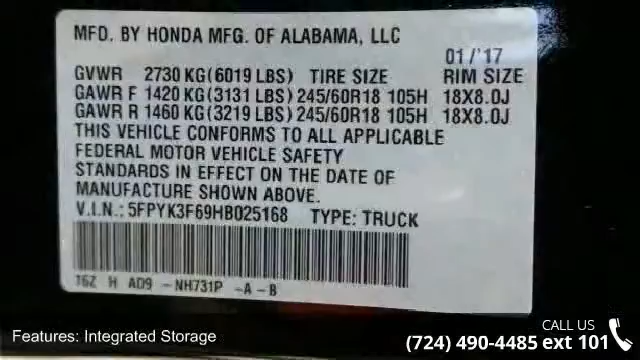 MFD. BY HONDA MFG. OF ALABAMA, LLC
01/'17
GVWR 2730 KG(6019 LBS) TIRE SIZE RIM SIZE
GAWR F 1420 KG(3131 LBS) 245/60R18 105H 18X8.0J
GAWR R 1460 KG(3219 LBS) 245/60R18 105H 18X8.0J
THIS VEHICLE CONFORMS TO ALL APPLICABLE
FEDERAL MOTOR VEHICLE SAFETY
STANDARDS IN EFFECT ON THE DATE OF
MANUFACTURE SHOWN ABOVE.
V.I.N.: 5FPYK3F69HB025168 TYPE: TRUCK
T6Z H AD9 -NH731P -A-B
Features: Integrated Storage
CALL US
(724) 490-4485 ext 101